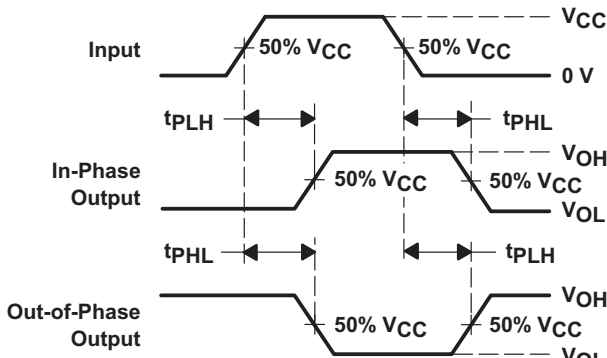 VCC
Input
50% VCC
50% VCC
0 V
tPLH
tPHL
VOH
In-Phase
Output
50% VCC
50% VCC
VOL
tPHL
tPLH
VOH
Out-of-Phase
Output
50% VCC
50% VCC
VOL